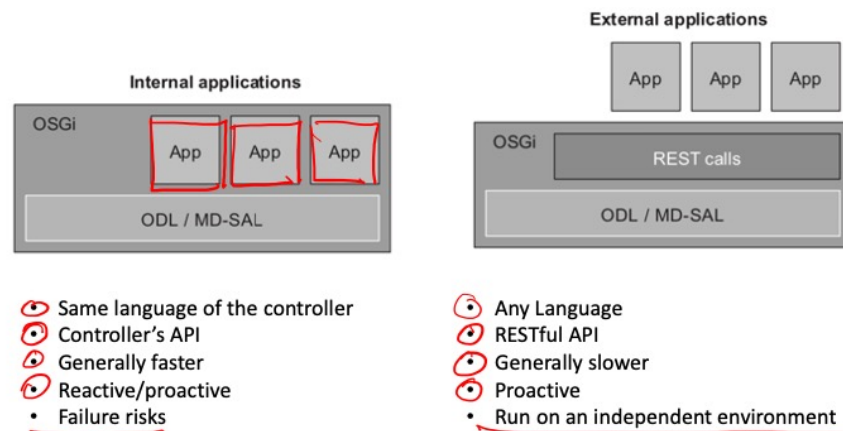 Internal applications
OSGi
App
App
App
ODL / MD-SAL
• Same language of the controller
• Controller’s API
• Generally faster
• Reactive/proactive
• Failure risks
External applications
App
App
App
OSGi
REST calls
ODL / MD-SAL
• Any Language
• RESTful API
• Generally slower
• Proactive
• Run on an independent environment